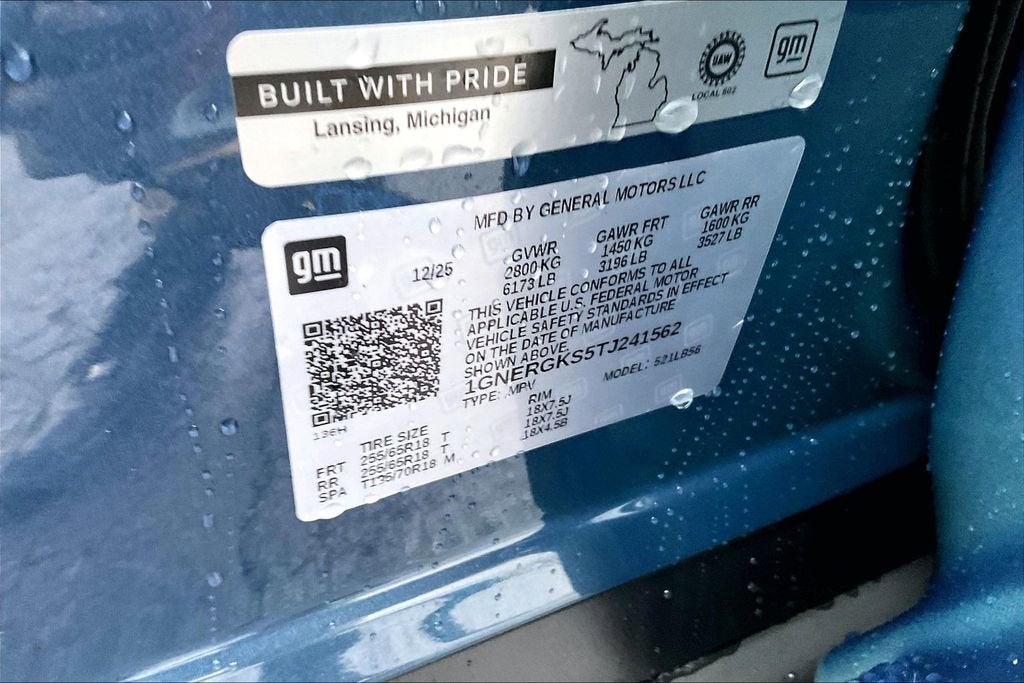 BUILT WITH PRIDE
Lansing, Michigan
UAW
LOCAL 602
gm
MFD BY GENERAL MOTORS LLC
gm
12/25
GVWR
2800 KG
6173 LB
GAWR FRT
1450 KG
3196 LB
GAWR RR
1600 KG
3527 LB
THIS VEHICLE CONFORMS TO ALL
APPLICABLE U.S. FEDERAL MOTOR
VEHICLE SAFETY STANDARDS IN EFFECT
ON THE DATE OF MANUFACTURE
SHOWN ABOVE.
1GNERGKS5TJ241562
TYPE: MPV
MODEL: 521LB56
136H
TIRE SIZE
RIM
FRT 255/65R18 T 18X7.5J
RR 255/65R18 T 18X7.5J
SPA T135/70R18 M 18X4.5B